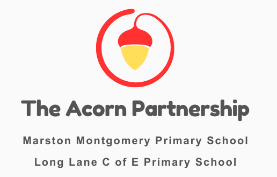 The Acorn Partnership
Marston Montgomery Primary School
Long Lane C of E Primary School